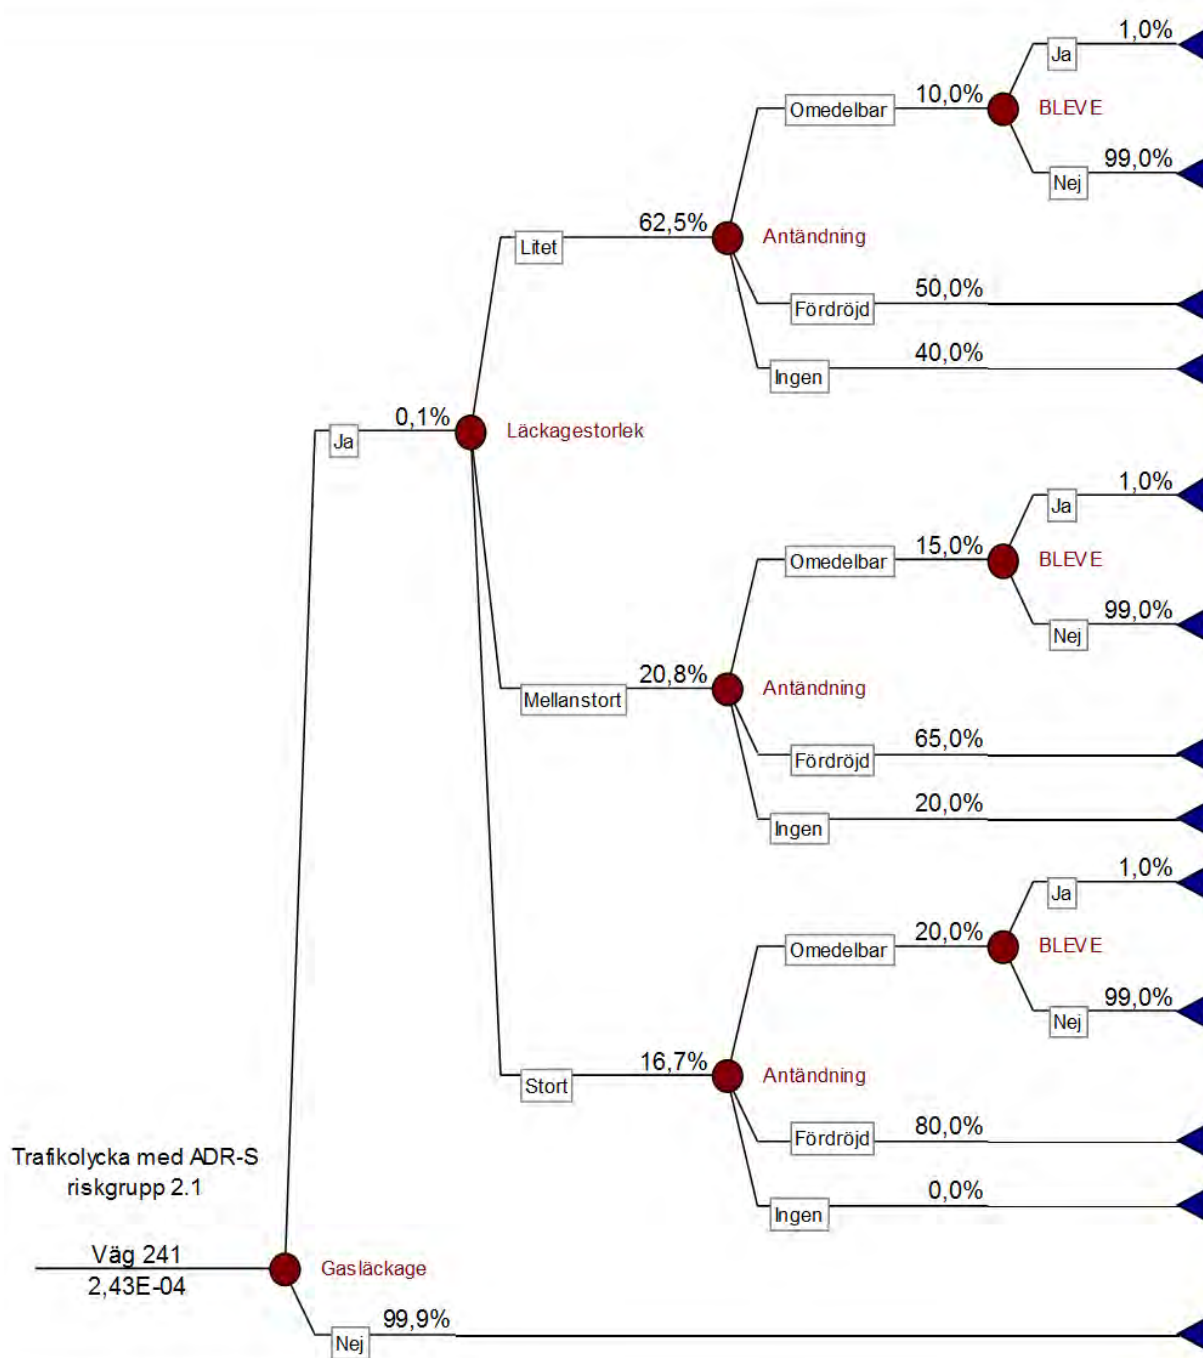 1,0%
Ja
Omedelbar
10,0%
BLEVE
99,0%
Nej
62,5%
Litet
Antändning
50,0%
Fördröjd
40,0%
Ingen
0,1%
Ja
Läckagestorlek
1,0%
Ja
Omedelbar
15,0%
BLEVE
99,0%
Nej
20,8%
Mellanstort
Antändning
65,0%
Fördröjd
20,0%
Ingen
1,0%
Ja
Omedelbar
20,0%
BLEVE
99,0%
Nej
16,7%
Stort
Antändning
80,0%
Fördröjd
0,0%
Ingen
Trafikolycka med ADR-S
riskgrupp 2.1
Väg 241
2,43E-04
Gasläckage
99,9%
Nej